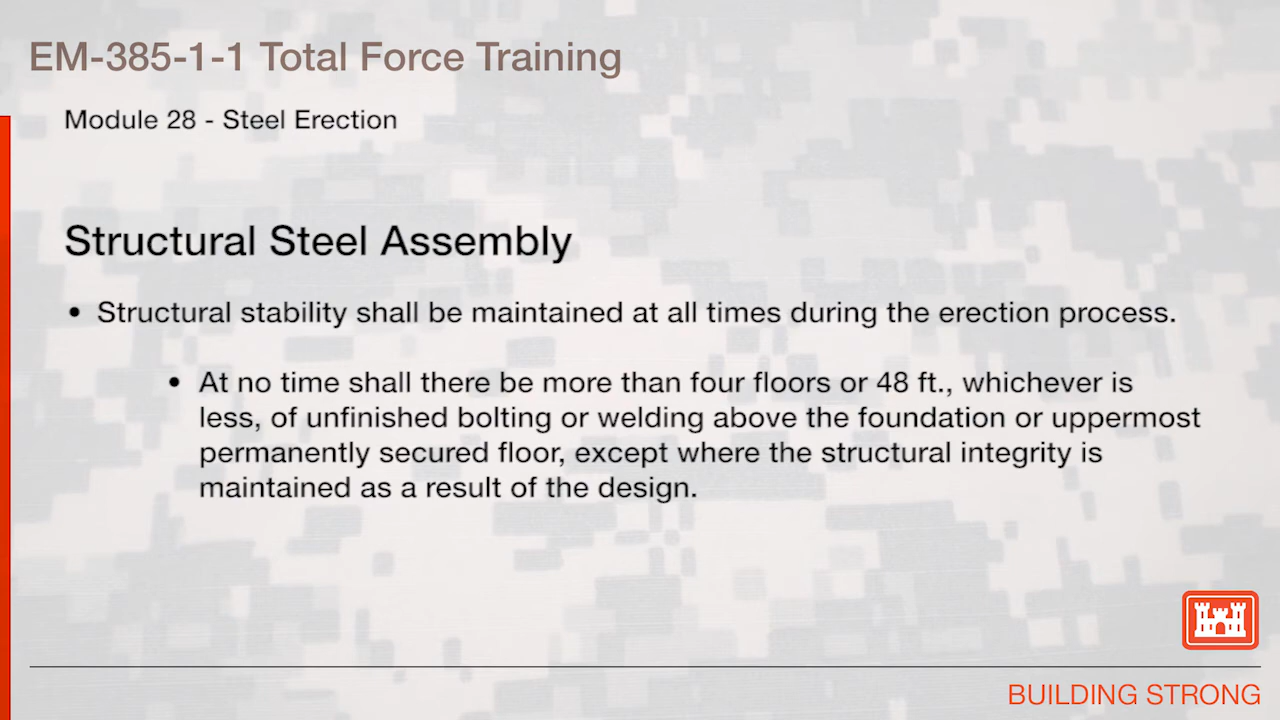 EM-385-1-1 Total Force Training
Module 28 - Steel Erection
Structural Steel Assembly
• Structural stability shall be maintained at all times during the erection process.
• At no time shall there be more than four floors or 48 ft., whichever is
less, of unfinished bolting or welding above the foundation or uppermost
permanently secured floor, except where the structural integrity is
maintained as a result of the design.
BUILDING STRONG